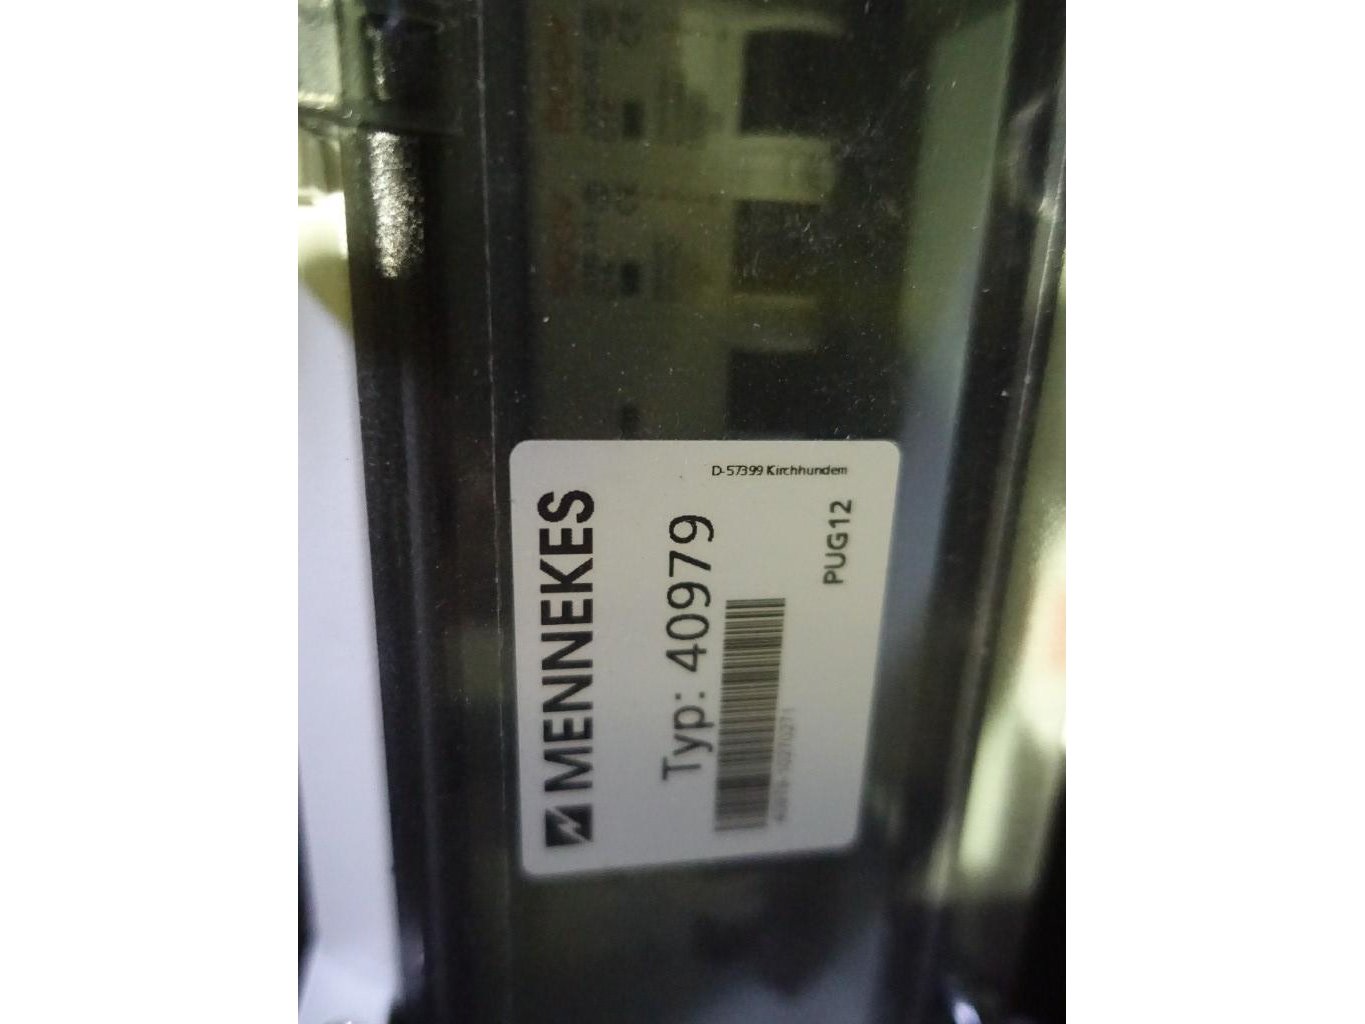 MENNEKES
D-57399 Kirchhundem
Typ: 40979
PUG12